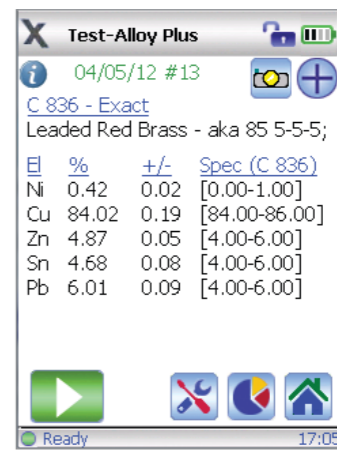 X Test-Alloy Plus
i 04/05/12 #13
C 836 - Exact
Leaded Red Brass - aka 85 5-5-5;
El % +/- Spec (C 836)
Ni 0.42 0.02 [0.00-1.00]
Cu 84.02 0.19 [84.00-86.00]
Zn 4.87 0.05 [4.00-6.00]
Sn 4.68 0.08 [4.00-6.00]
Pb 6.01 0.09 [4.00-6.00]
Ready 17:05